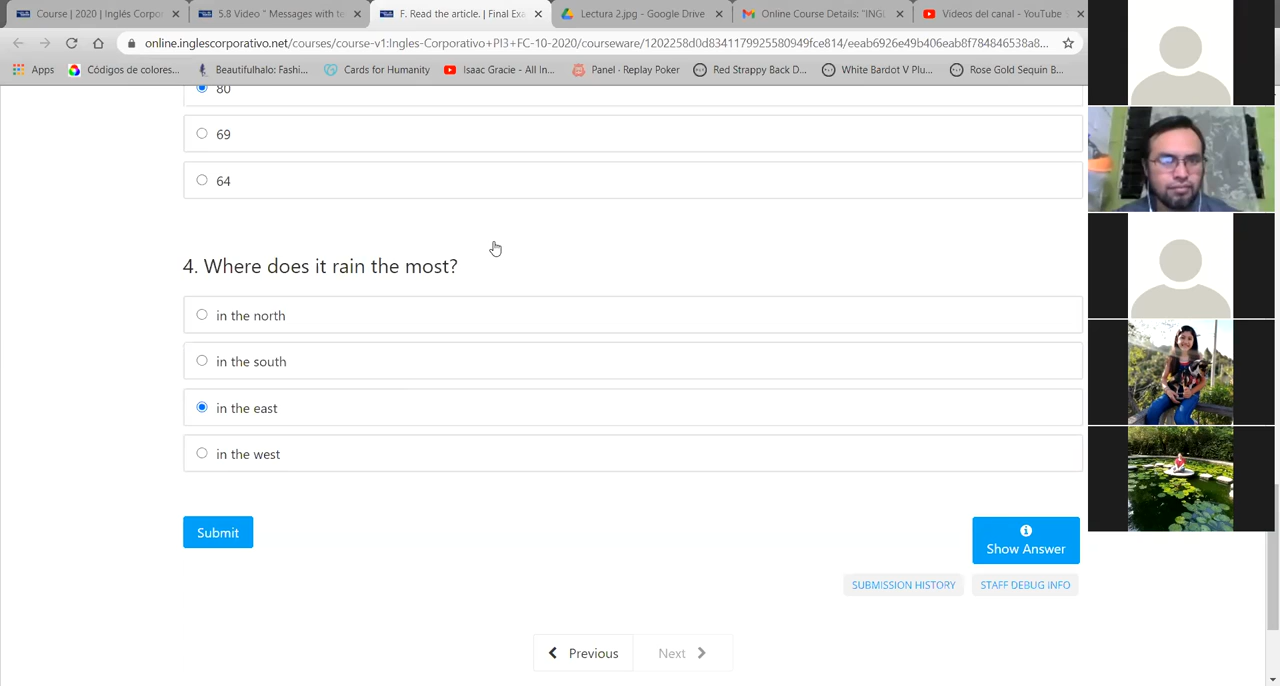 Course | 2020 | Inglés Corpor
5.8 Video " Messages with te
F. Read the article. | Final Exa
Lectura 2.jpg - Google Drive
Online Course Details: "INGL
Videos del canal - YouTube
online.inglescorporativo.net/courses/course-v1:Ingles-Corporativo+PI3+FC-10-2020/courseware/1202258d0d8341179925580949fce814/eeab6926e49b406eab8f784846538a8...
Apps
Códigos de colores...
Beautifulhalo: Fashi...
Cards for Humanity
Isaac Gracie - All In...
Panel · Replay Poker
Red Strappy Back D...
White Bardot V Plu...
Rose Gold Sequin B...
80
69
64
4. Where does it rain the most?
in the north
in the south
in the east
in the west
Submit
Show Answer
SUBMISSION HISTORY
STAFF DEBUG INFO
Previous
Next